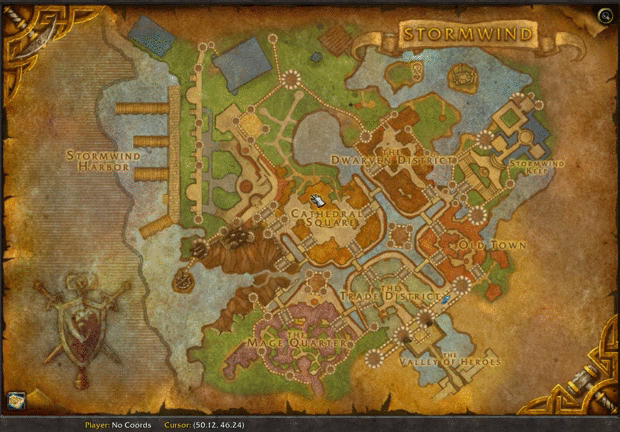 STORMWIND
THE
DWARVEN DISTRICT
STORMWIND
HARBOR
STORMWIND
KEEP
CATHEDRAL
SQUARE
OLD TOWN
THE
TRADE DISTRICT
THE
MAGE QUARTER
THE
VALLEY OF HEROES
Player: No Coords Cursor: (50.12, 46.24)